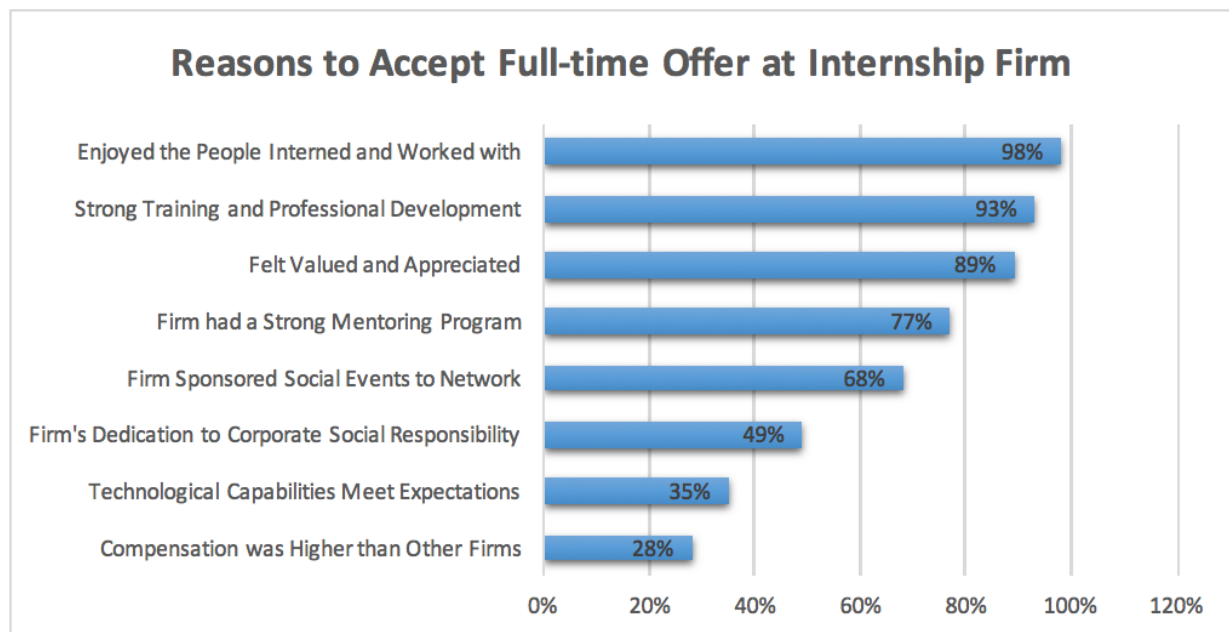 Reasons to Accept Full-time Offer at Internship Firm
Enjoyed the People Interned and Worked with 98%
Strong Training and Professional Development 93%
Felt Valued and Appreciated 89%
Firm had a Strong Mentoring Program 77%
Firm Sponsored Social Events to Network 68%
Firm's Dedication to Corporate Social Responsibility 49%
Technological Capabilities Meet Expectations 35%
Compensation was Higher than Other Firms 28%
0% 20% 40% 60% 80% 100% 120%